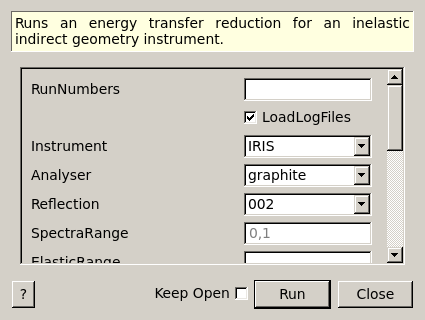 Runs an energy transfer reduction for an inelastic
indirect geometry instrument.
RunNumbers
LoadLogFiles
Instrument IRIS
Analyser graphite
Reflection 002
SpectraRange 0,1
ElasticRange
? Keep Open Run Close